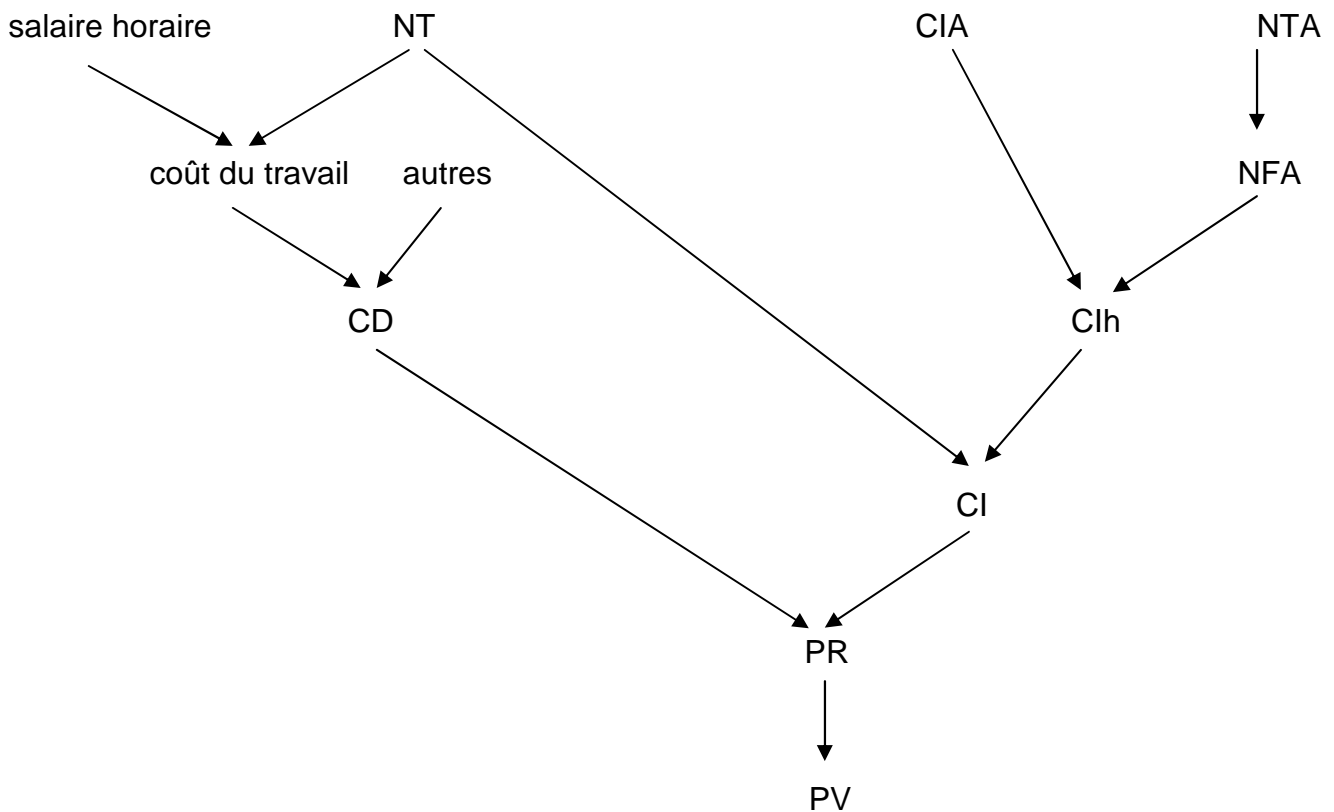 salaire horaire NT CIA NTA
coût du travail autres NFA
CD CIh
CI
PR
PV